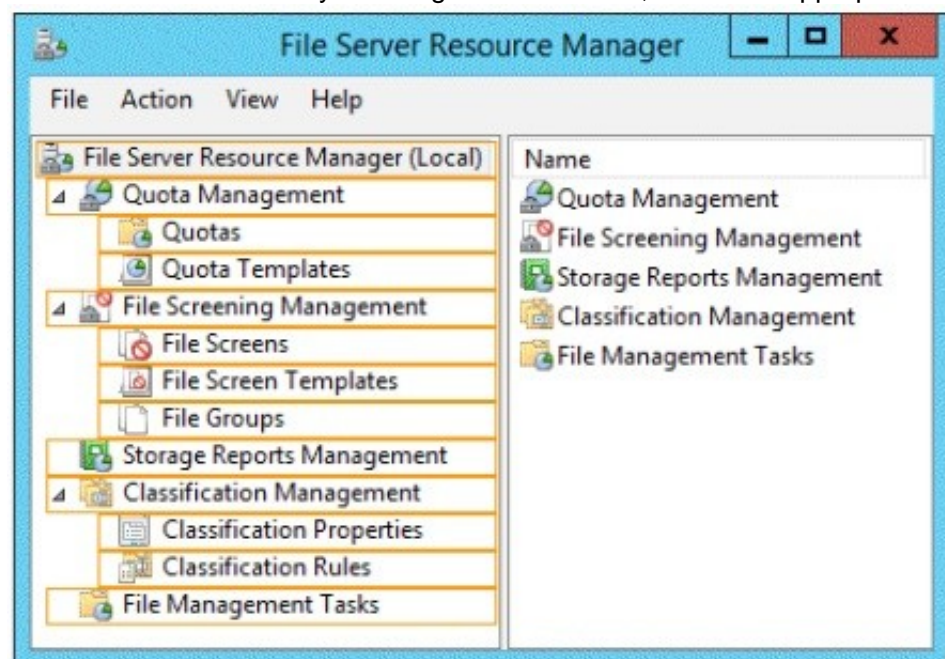 File Server Resource Manager
File Action View Help
File Server Resource Manager (Local)
Quota Management
Quotas
Quota Templates
File Screening Management
File Screens
File Screen Templates
File Groups
Storage Reports Management
Classification Management
Classification Properties
Classification Rules
File Management Tasks
Name
Quota Management
File Screening Management
Storage Reports Management
Classification Management
File Management Tasks